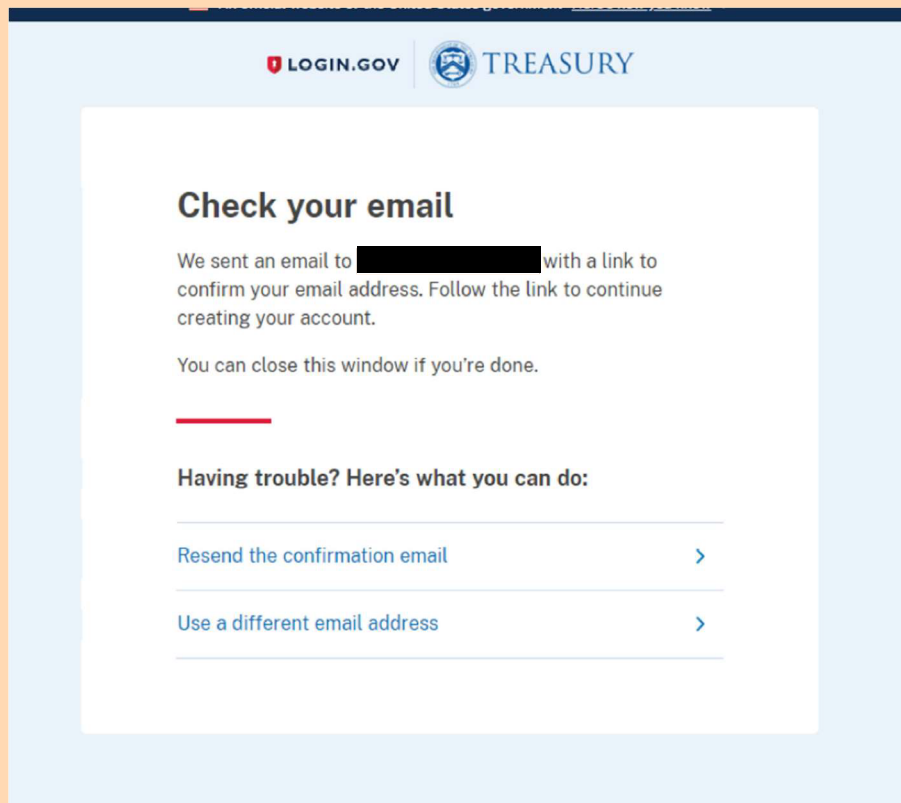 LOGIN.GOV TREASURY
Check your email
We sent an email to with a link to
confirm your email address. Follow the link to continue
creating your account.
You can close this window if you're done.
Having trouble? Here's what you can do:
Resend the confirmation email
Use a different email address